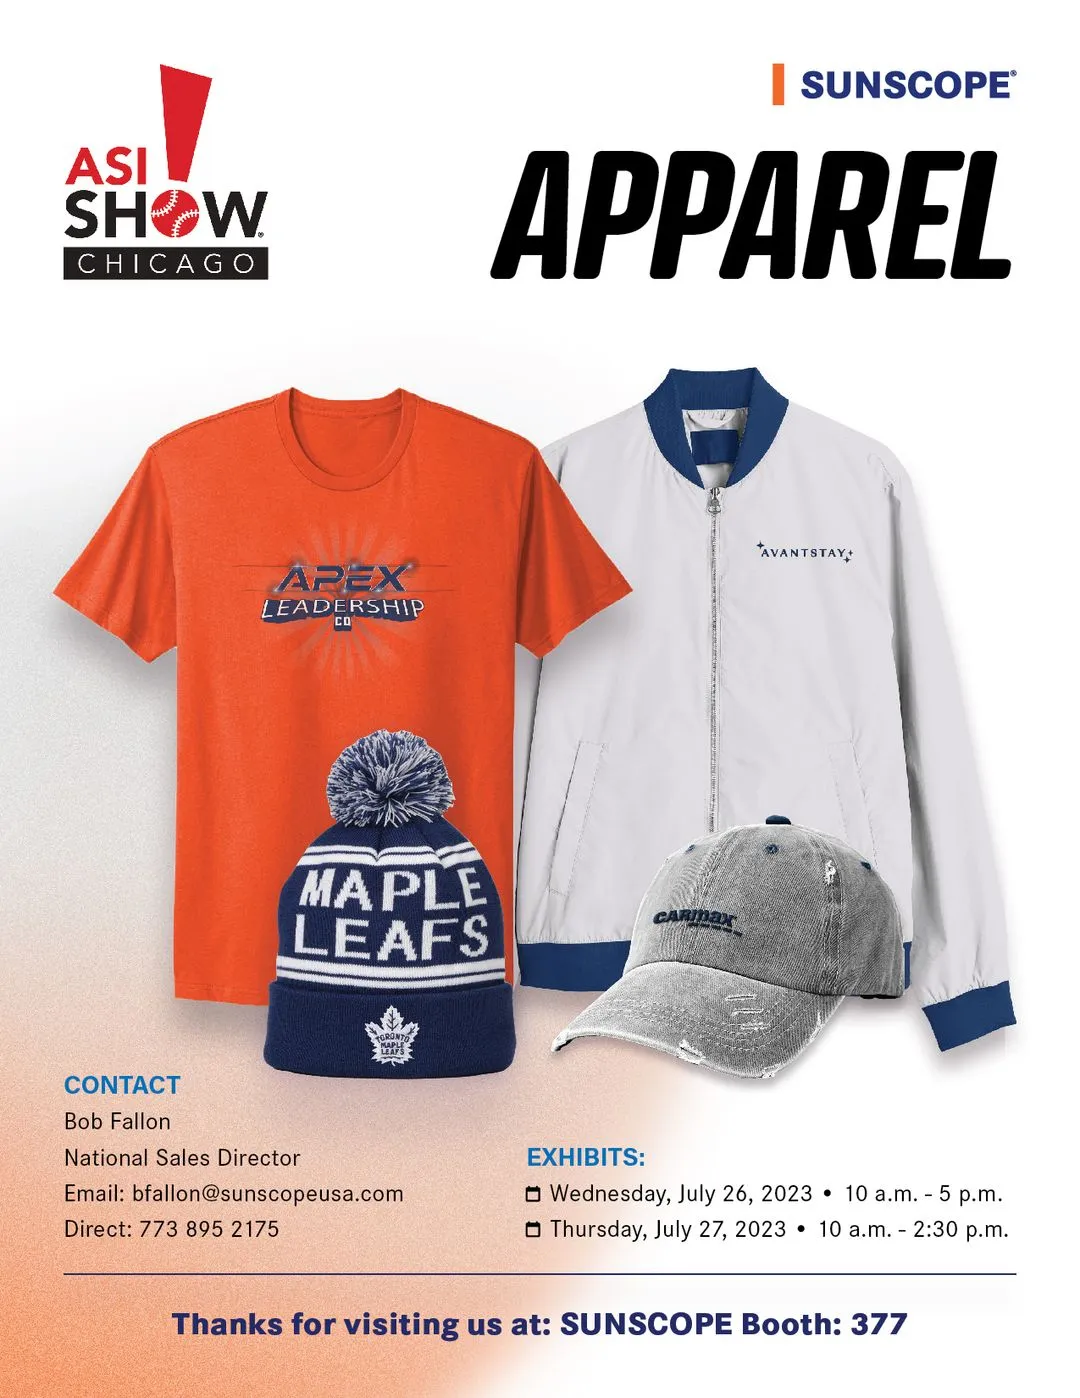 ASI
SHOW®
CHICAGO
SUNSCOPE®
APPAREL
APEX
LEADERSHIP
CO
AVANTSTAY
MAPLE
LEAFS
TORONTO
MAPLE
LEAFS
CARMAX
CONTACT
Bob Fallon
National Sales Director
Email: bfallon@sunscopeusa.com
Direct: 773 895 2175
EXHIBITS:
Wednesday, July 26, 2023 • 10 a.m. - 5 p.m.
Thursday, July 27, 2023 • 10 a.m. - 2:30 p.m.
Thanks for visiting us at: SUNSCOPE Booth: 377